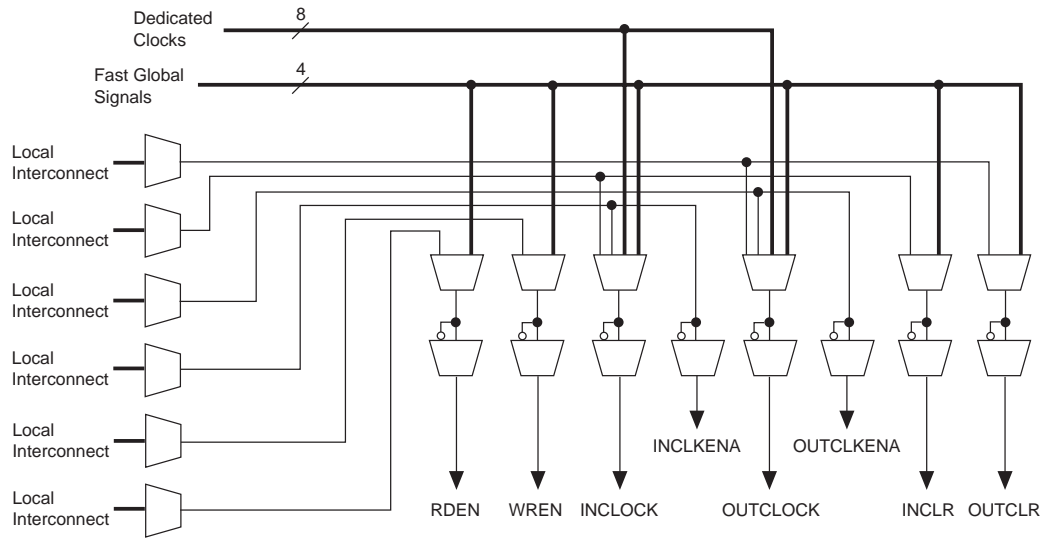 Dedicated
Clocks
8
Fast Global
Signals
4
Local
Interconnect
Local
Interconnect
Local
Interconnect
Local
Interconnect
Local
Interconnect
Local
Interconnect
INCLKENA
OUTCLKENA
RDEN
WREN
INCLOCK
OUTCLOCK
INCLR
OUTCLR